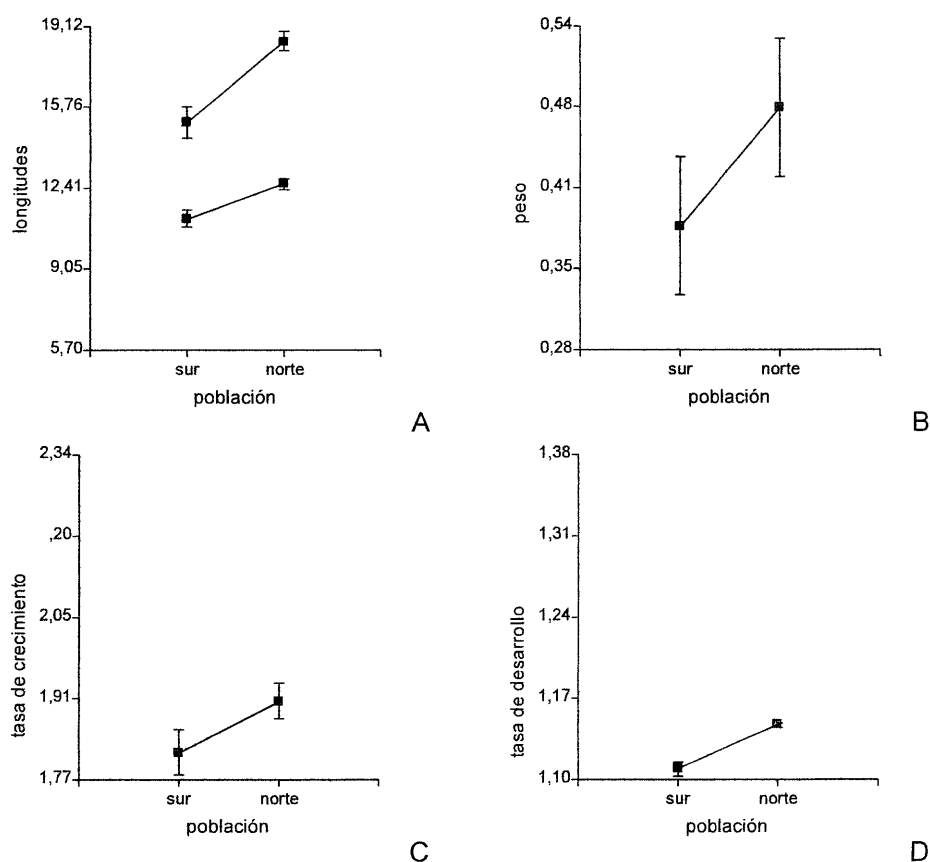 19,12
15,76
12,41
9,05
5,70
longitudes
sur norte
población
A
0,54
0,48
0,41
0,35
0,28
peso
sur norte
población
B
2,34
,20
2,05
1,91
1,77
tasa de crecimiento
sur norte
población
C
1,38
1,31
1,24
1,17
1,10
tasa de desarrollo
sur norte
población
D